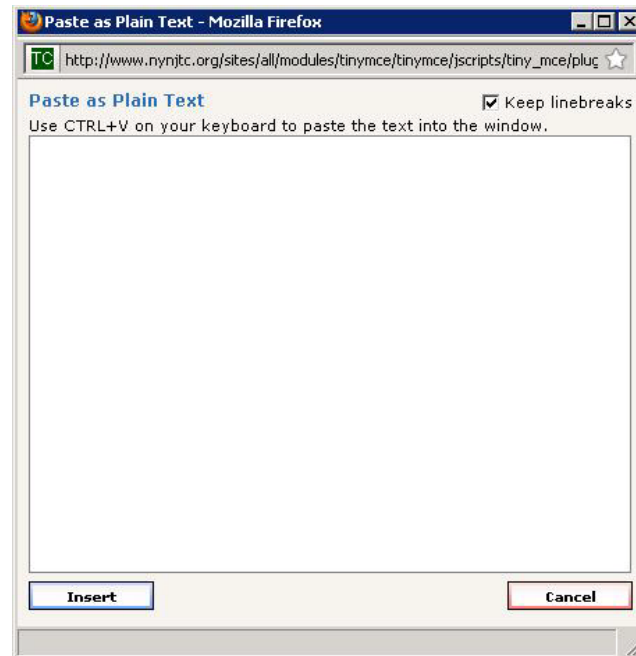 Paste as Plain Text - Mozilla Firefox
TC http://www.nynjtc.org/sites/all/modules/tinymce/tinymce/jscripts/tiny_mce/plug
Paste as Plain Text Keep linebreaks
Use CTRL+V on your keyboard to paste the text into the window.
Insert Cancel